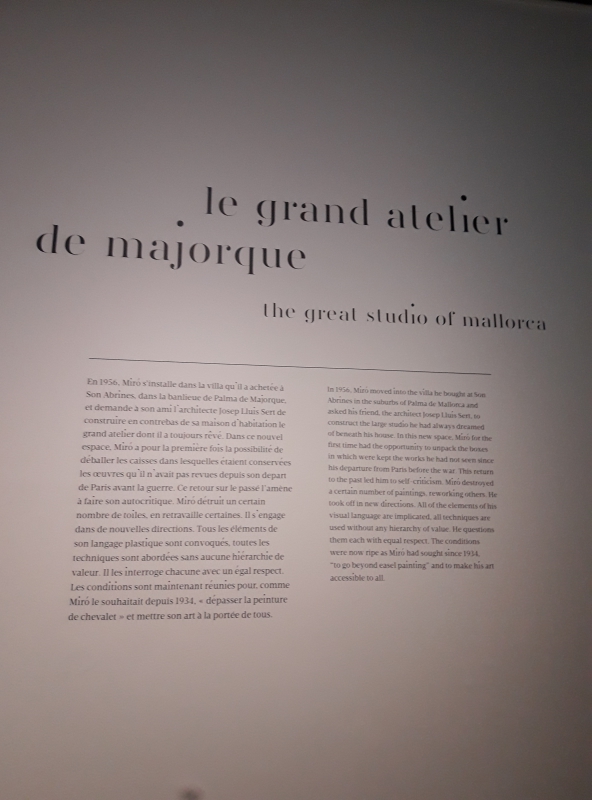 le grand atelier
de majorque
the great studio of mallorca
En 1956, Miró s'installe dans la villa qu'il a achetée à
Son Abrines, dans la banlieue de Palma de Majorque,
et demande à son ami l'architecte Josep Lluis Sert de
construire en contrebas de sa maison d'habitation le
grand atelier dont il a toujours rêvé. Dans ce nouvel
espace, Miró a pour la première fois la possibilité de
déballer les caisses dans lesquelles étaient conservées
les œuvres qu'il n'avait pas revues depuis son départ
de Paris avant la guerre. Ce retour sur le passé l'amène
à faire son autocritique. Miró détruit un certain
nombre de toiles, en retravaille certaines. Il s'engage
dans de nouvelles directions. Tous les éléments de
son langage plastique sont convoqués, toutes les
techniques sont abordées sans aucune hiérarchie de
valeur. Il les interroge chacune avec un égal respect.
Les conditions sont maintenant réunies pour, comme
Miró le souhaitait depuis 1934, « dépasser la peinture
de chevalet » et mettre son art à la portée de tous.
In 1956, Miró moved into the villa he bought at Son
Abrines in the suburbs of Palma de Mallorca and
asked his friend, the architect Josep Lluis Sert, to
construct the large studio he had always dreamed
of beneath his house. In this new space, Miró for the
first time had the opportunity to unpack the boxes
in which were kept the works he had not seen since
his departure from Paris before the war. This return
to the past led him to self-criticism. Miró destroyed
a certain number of paintings, reworking others. He
took off in new directions. All of the elements of his
visual language are implicated, all techniques are
used without any hierarchy of value. He questions
them each with equal respect. The conditions
were now ripe as Miró had sought since 1934,
"to go beyond easel painting" and to make his art
accessible to all.